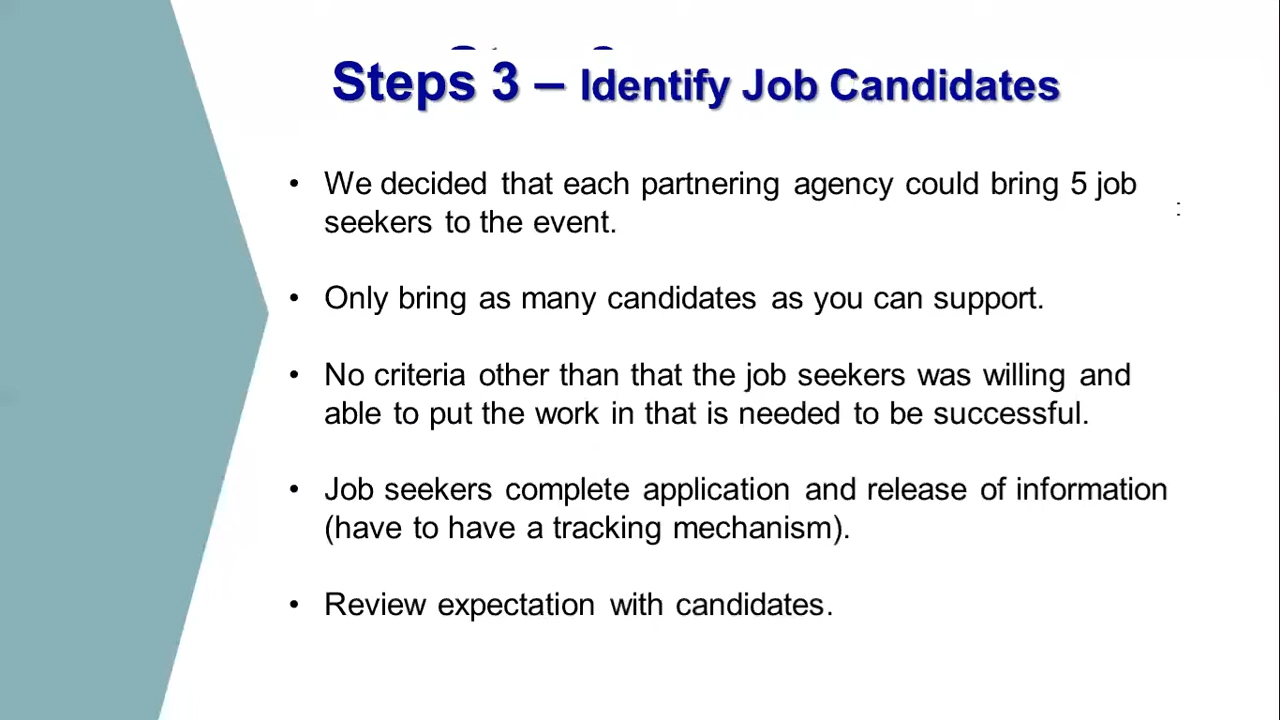 Steps 3 – Identify Job Candidates
• We decided that each partnering agency could bring 5 job
seekers to the event.
:
• Only bring as many candidates as you can support.
• No criteria other than that the job seekers was willing and
able to put the work in that is needed to be successful.
• Job seekers complete application and release of information
(have to have a tracking mechanism).
• Review expectation with candidates.